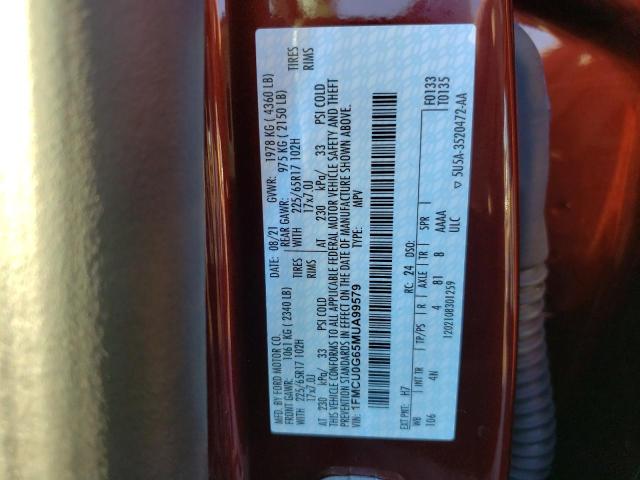 MFD. BY FORD MOTOR CO.
DATE: 08/21 GVWR: 1978 KG ( 4360 LB)
FRONT GAWR: 1061 KG ( 2340 LB) REAR GAWR: 975 KG ( 2150 LB)
WITH 225/65R17 102H TIRES WITH 225/65R17 102H TIRES
17x7.0J RIMS 17x7.0J RIMS
AT 230 kPa/ 33 PSI COLD AT 230 kPa/ 33 PSI COLD
THIS VEHICLE CONFORMS TO ALL APPLICABLE FEDERAL MOTOR VEHICLE SAFETY AND THEFT
PREVENTION STANDARDS IN EFFECT ON THE DATE OF MANUFACTURE SHOWN ABOVE.
VIN: 1FMCU0G65MUA99579
TYPE: MPV
F0133
T0135
EXT PNT: H7 RC: 24 DSO:
WB INT TR TP/PS R AXLE TR SPR
106 4N 4 81 8 AAAA
ULC
1202108301259
▽ 5U5A-3520472-AA